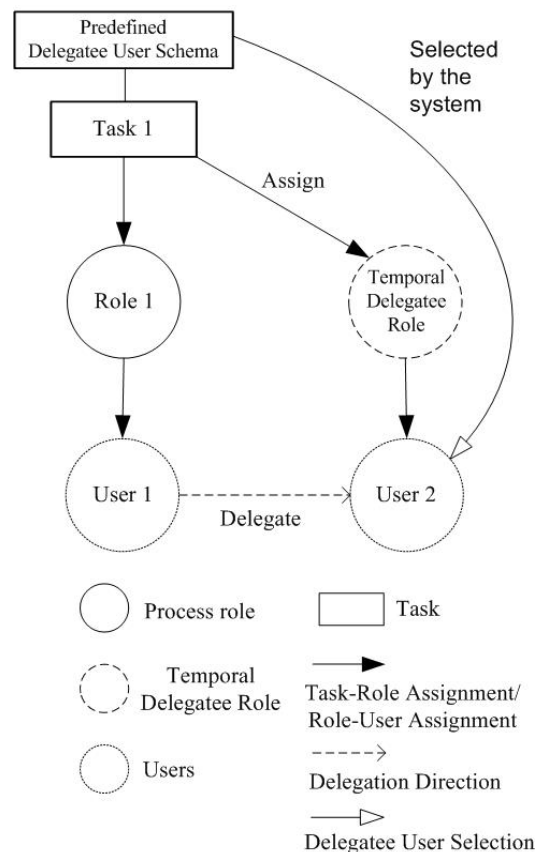 Predefined
Delegatee User Schema
Selected
by the
system
Task 1
Assign
Role 1
Temporal
Delegatee
Role
User 1
User 2
Delegate
Process role
Task
Temporal
Delegatee Role
Task-Role Assignment/
Role-User Assignment
Users
Delegation Direction
Delegatee User Selection